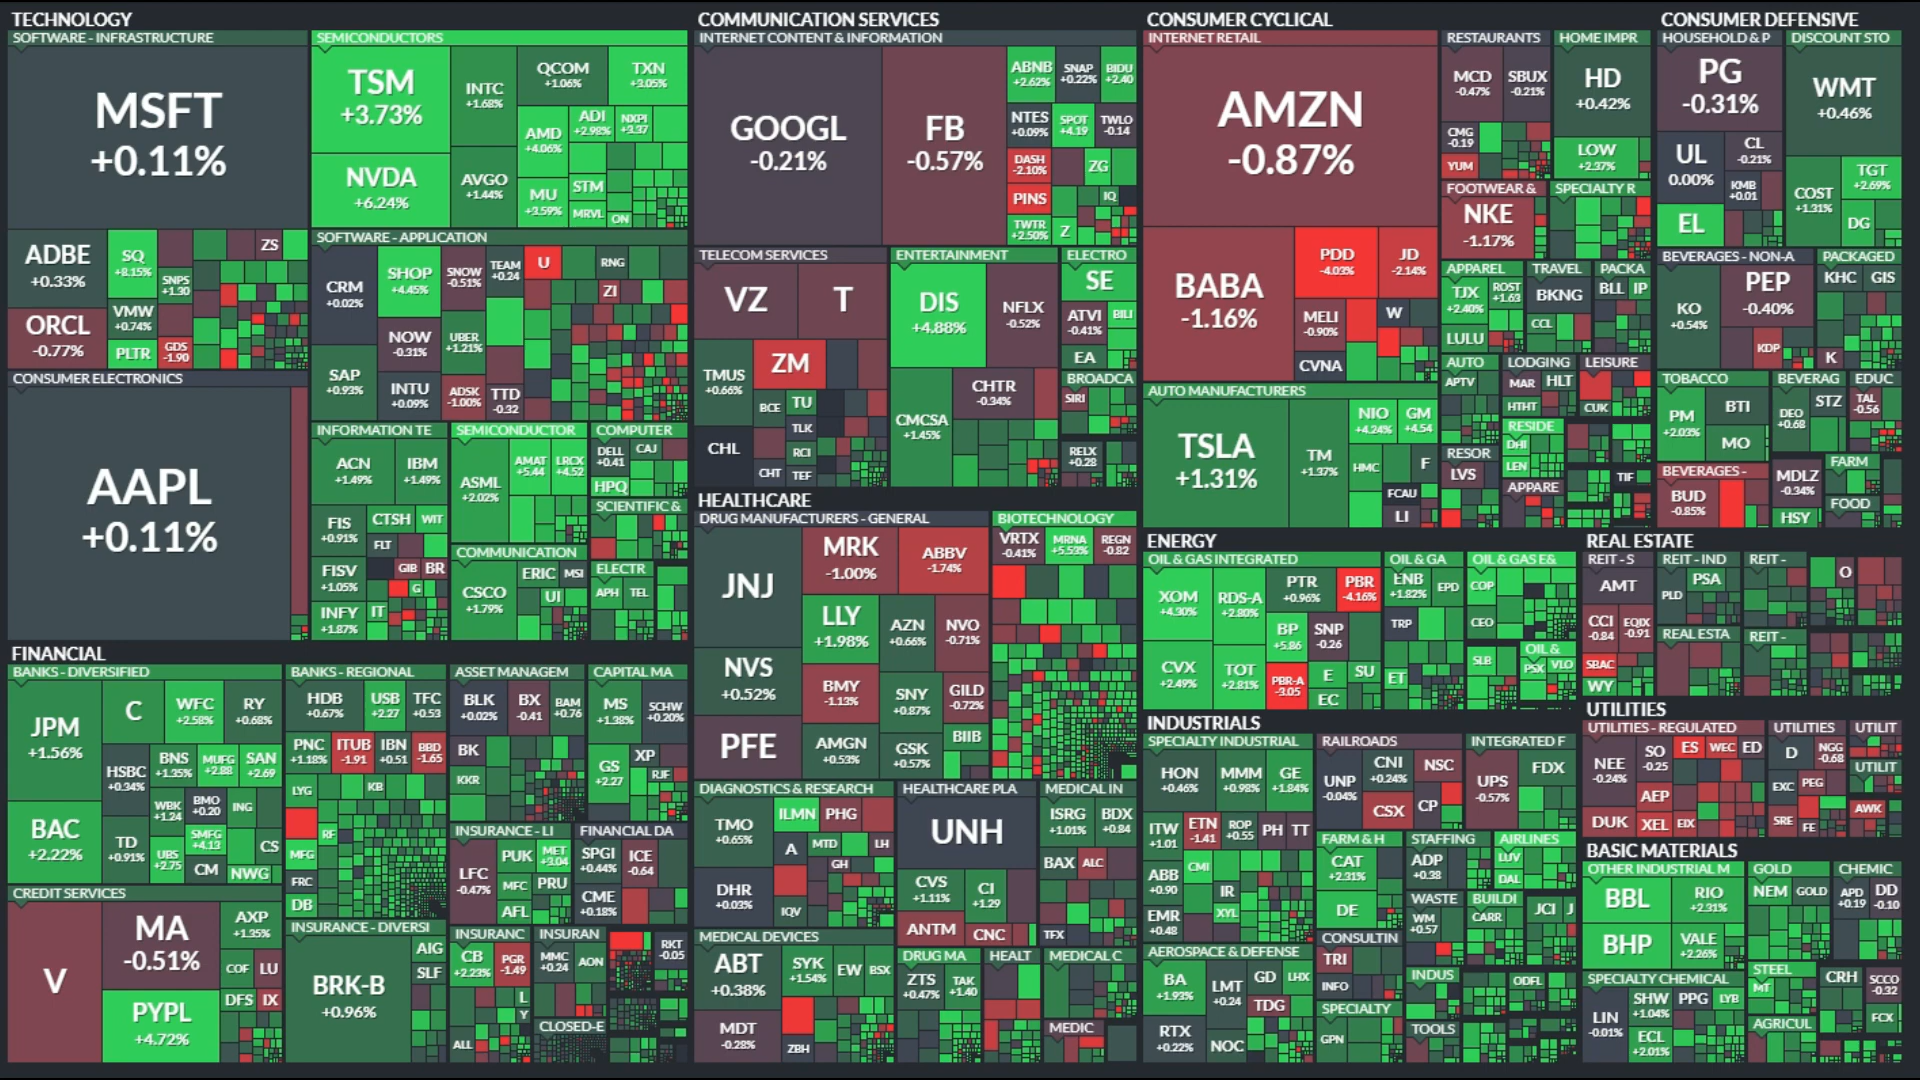 TECHNOLOGY
SOFTWARE - INFRASTRUCTURE
MSFT
+0.11%
ADBE
+0.33%
SQ
+8.15%
ZS
SNPS
+1.30
ORCL
-0.77%
VMW
+0.74%
PLTR
GDS
-1.90
SEMICONDUCTORS
TSM
+3.73%
INTC
+1.68%
QCOM
+1.06%
TXN
+3.05%
NVDA
+6.24%
AVGO
+1.44%
AMD
+4.06%
ADI
+2.98%
NXPI
+3.37
MU
+3.59%
STM
MRVL
ON
SOFTWARE - APPLICATION
CRM
+0.02%
SHOP
+4.45%
SNOW
-0.51%
TEAM
+0.24
U
RNG
ZI
NOW
-0.31%
UBER
+1.21%
SAP
+0.93%
INTU
+0.09%
ADSK
-1.00%
TTD
-0.32
CONSUMER ELECTRONICS
AAPL
+0.11%
INFORMATION TE
ACN
+1.49%
IBM
+1.49%
FIS
+0.91%
CTSH
WIT
FLT
FISV
+1.05%
GIB
BR
G
INFY
+1.87%
IT
SEMICONDUCTOR
ASML
+2.02%
AMAT
+5.44
LRCX
+4.52
COMPUTER
DELL
+0.41
CAJ
HPQ
SCIENTIFIC &
COMMUNICATION
CSCO
+1.79%
ERIC
MSI
UI
ELECTR
APH
TEL
FINANCIAL
BANKS - DIVERSIFIED
JPM
+1.56%
C
WFC
+2.58%
RY
+0.68%
HSBC
+0.34%
BNS
+1.35%
MUFG
+2.88
SAN
+2.69
BAC
+2.22%
WBK
+1.24
BMO
+0.20
ING
TD
+0.91%
SMFG
+4.13
UBS
+2.75
CS
CM
NWG
BANKS - REGIONAL
HDB
+0.67%
USB
+2.27
TFC
+0.53
PNC
+1.18%
ITUB
-1.91
IBN
+0.51
BBD
-1.65
LYG
KB
RF
MFG
FRC
DB
ASSET MANAGEM
BLK
+0.02%
BX
-0.41
BAM
+0.76
BK
KKR
CAPITAL MA
MS
+1.38%
SCHW
+0.20%
GS
+2.27
XP
RJF
CREDIT SERVICES
V
MA
-0.51%
AXP
+1.35%
COF
LU
PYPL
+4.72%
DFS
IX
INSURANCE - DIVERSI
BRK-B
+0.96%
AIG
SLF
INSURANCE - LI
LFC
-0.47%
PUK
MET
+3.04
MFC
PRU
AFL
FINANCIAL DA
SPGI
+0.44%
ICE
-0.64
CME
+0.18%
INSURANC
CB
+2.23%
PGR
-1.49
L
Y
ALL
INSURAN
MMC
+0.24
AON
CLOSED-E
RKT
-0.05
COMMUNICATION SERVICES
INTERNET CONTENT & INFORMATION
GOOGL
-0.21%
FB
-0.57%
ABNB
+2.62%
SNAP
+0.22%
BIDU
+2.40
NTES
+0.09%
SPOT
+4.19
TWLO
-0.14
DASH
-2.10%
ZG
PINS
IQ
TWTR
+2.50%
Z
TELECOM SERVICES
VZ
T
TMUS
+0.66%
ZM
BCE
TU
CHL
TLK
RCI
CHT
TEF
ENTERTAINMENT
DIS
+4.88%
NFLX
-0.52%
CMCSA
+1.45%
CHTR
-0.34%
ELECTRO
SE
ATVI
-0.41%
BILI
EA
BROADCA
SIRI
RELX
+0.28
HEALTHCARE
DRUG MANUFACTURERS - GENERAL
JNJ
MRK
-1.00%
ABBV
-1.74%
LLY
+1.98%
AZN
+0.66%
NVO
-0.71%
NVS
+0.52%
BMY
-1.13%
SNY
+0.87%
GILD
-0.72%
PFE
AMGN
+0.53%
GSK
+0.57%
BIIB
BIOTECHNOLOGY
VRTX
-0.41%
MRNA
+5.53%
REGN
-0.82
DIAGNOSTICS & RESEARCH
TMO
+0.65%
ILMN
PHG
A
MTD
LH
GH
DHR
+0.03%
IQV
HEALTHCARE PLA
UNH
CVS
+1.11%
CI
+1.29
ANTM
CNC
MEDICAL IN
ISRG
+1.01%
BDX
+0.84
BAX
ALC
TFX
MEDICAL DEVICES
ABT
+0.38%
SYK
+1.54%
EW
BSX
MDT
-0.28%
ZBH
DRUG MA
ZTS
+0.47%
TAK
+1.40
HEALT
MEDICAL C
MEDIC
CONSUMER CYCLICAL
INTERNET RETAIL
AMZN
-0.87%
BABA
-1.16%
PDD
-4.03%
JD
-2.14%
MELI
-0.90%
W
CVNA
RESTAURANTS
MCD
-0.47%
SBUX
-0.21%
CMG
-0.19
YUM
HOME IMPR
HD
+0.42%
LOW
+2.37%
FOOTWEAR &
NKE
-1.17%
SPECIALTY R
APPAREL
TJX
+2.40%
ROST
+1.63
LULU
TRAVEL
BKNG
CCL
PACKA
BLL
IP
AUTO MANUFACTURERS
TSLA
+1.31%
NIO
+4.24%
GM
+4.54
TM
+1.37%
HMC
F
FCAU
LI
AUTO
APTV
LODGING
MAR
HLT
HTHT
LEISURE
CUK
RESIDE
DHI
LEN
RESOR
LVS
APPARE
TIF
CONSUMER DEFENSIVE
HOUSEHOLD & P
PG
-0.31%
UL
0.00%
CL
-0.21%
KMB
+0.01
EL
DISCOUNT STO
WMT
+0.46%
COST
+1.31%
TGT
+2.69%
DG
BEVERAGES - NON-A
KO
+0.54%
PEP
-0.40%
KDP
PACKAGED
KHC
GIS
K
TOBACCO
PM
+2.03%
BTI
MO
BEVERAG
DEO
+0.68
STZ
EDUC
TAL
-0.56
BEVERAGES -
BUD
-0.85%
MDLZ
-0.34%
HSY
FARM
FOOD
ENERGY
OIL & GAS INTEGRATED
XOM
+4.30%
RDS-A
+2.80%
PTR
+0.96%
PBR
-4.16%
CVX
+2.49%
TOT
+2.81%
BP
+5.86
SNP
-0.26
PBR-A
-3.05
E
SU
EC
OIL & GA
ENB
+1.82%
EPD
TRP
ET
OIL & GAS E&
COP
CEO
SLB
OIL &
PSX
VLO
REAL ESTATE
REIT - S
AMT
CCI
-0.84
EQIX
-0.91
SBAC
WY
REIT - IND
PSA
PLD
REIT -
O
REAL ESTA
REIT -
INDUSTRIALS
SPECIALTY INDUSTRIAL
HON
+0.46%
MMM
+0.98%
GE
+1.84%
ITW
+1.01
ETN
-1.41
ROP
+0.55
PH
TT
ABB
+0.90
CMI
IR
EMR
+0.48
XYL
RAILROADS
UNP
-0.04%
CNI
+0.24%
NSC
CSX
CP
INTEGRATED F
UPS
-0.57%
FDX
FARM & H
CAT
+2.31%
DE
STAFFING
ADP
+0.38
AIRLINES
LUV
DAL
WASTE
WM
+0.57
BUILDI
CARR
JCI
J
AEROSPACE & DEFENSE
BA
+1.93%
LMT
+0.24
GD
LHX
TDG
RTX
+0.22%
NOC
CONSULTIN
TRI
INFO
SPECIALTY
GPN
INDUS
ODFL
TOOLS
UTILITIES
UTILITIES - REGULATED
NEE
-0.24%
SO
-0.25
ES
WEC
ED
AEP
DUK
XEL
EIX
UTILITIES
D
NGG
-0.68
EXC
PEG
SRE
FE
UTILIT
UTILIT
AWK
BASIC MATERIALS
OTHER INDUSTRIAL M
BBL
RIO
+2.31%
BHP
VALE
+2.26%
GOLD
NEM
GOLD
CHEMIC
APD
+0.19
DD
-0.10
SPECIALTY CHEMICAL
LIN
-0.01%
SHW
+1.04%
PPG
LYB
ECL
+2.01%
STEEL
MT
CRH
SCCO
-0.32
FCX
AGRICUL